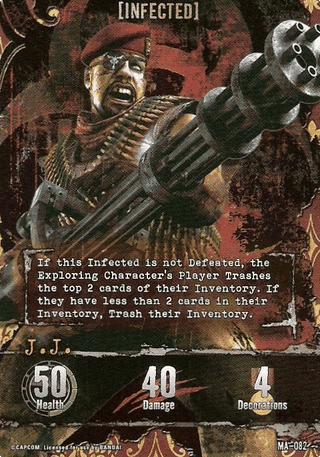 [INFECTED]
If this Infected is not Defeated, the
Exploring Character's Player Trashes
the top 2 cards of their Inventory. If
they have less than 2 cards in their
Inventory, Trash their Inventory.
J.J.
50 40 4
Health Damage Decorations
©CAPCOM. Licensed for use by BANDAI MA-082